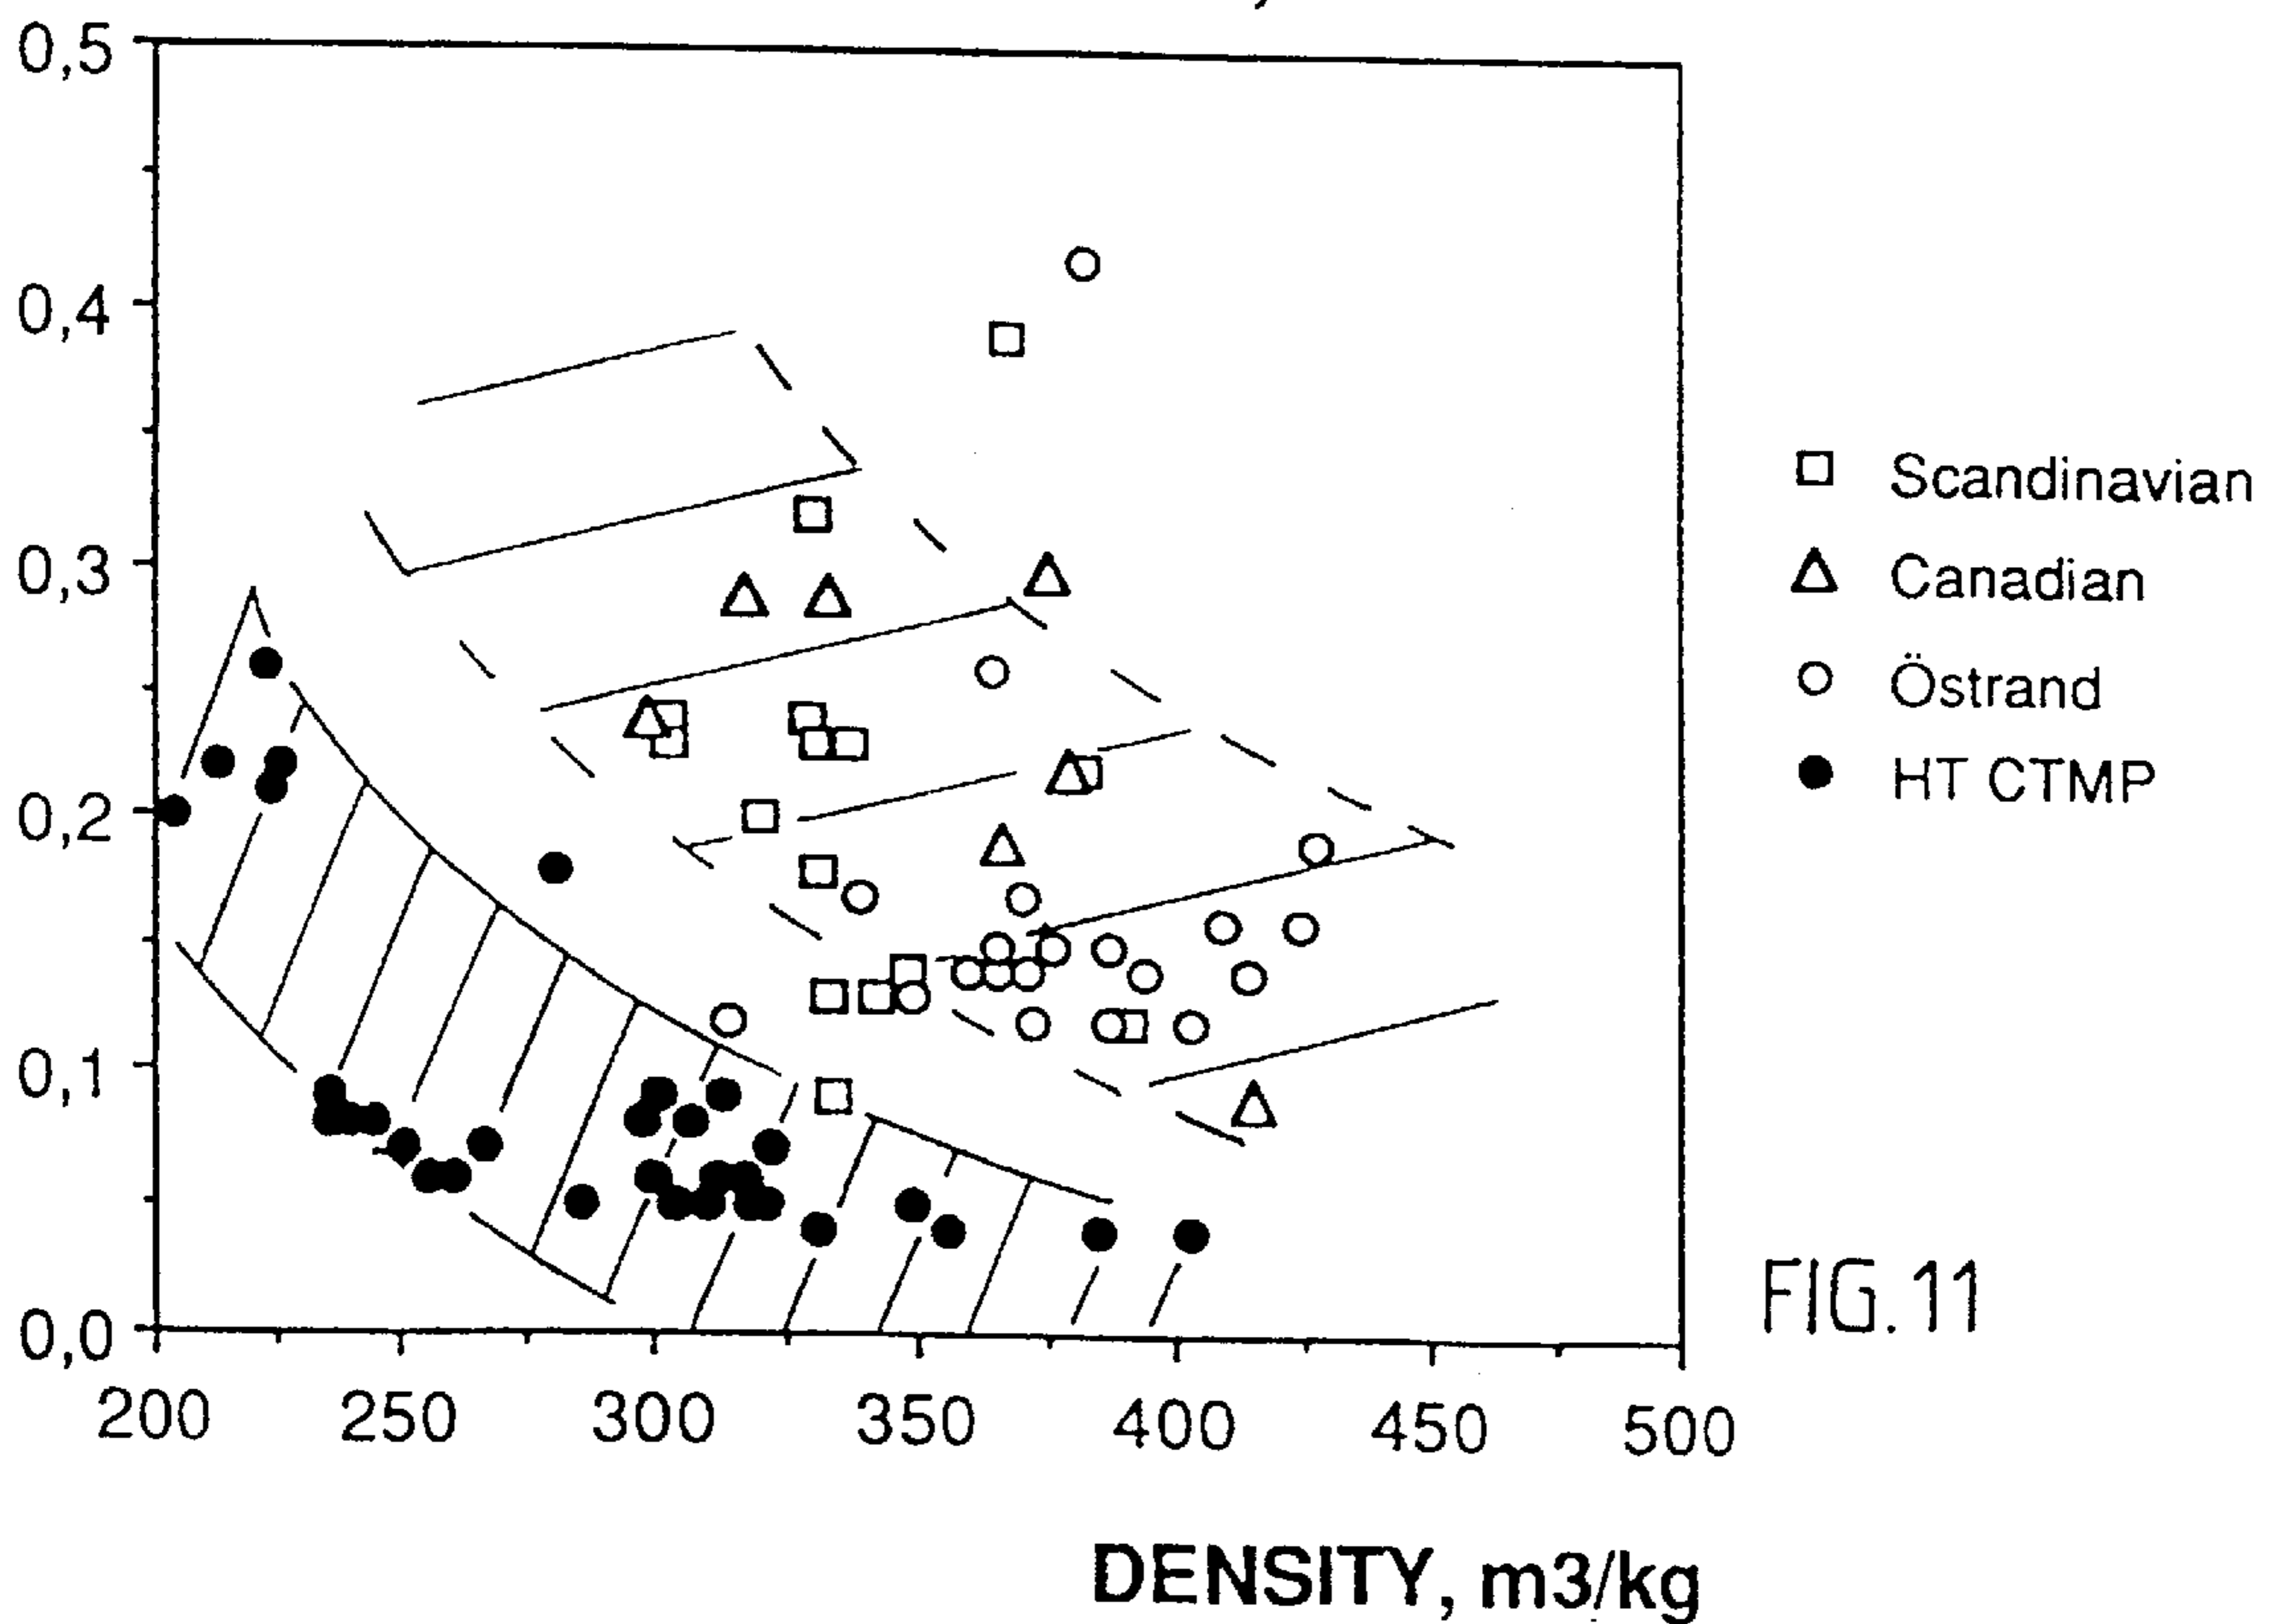 0,5
0,4
0,3
0,2
0,1
0,0
200 250 300 350 400 450 500
DENSITY, m3/kg
Scandinavian
Canadian
Östrand
HT CTMP
FIG.11